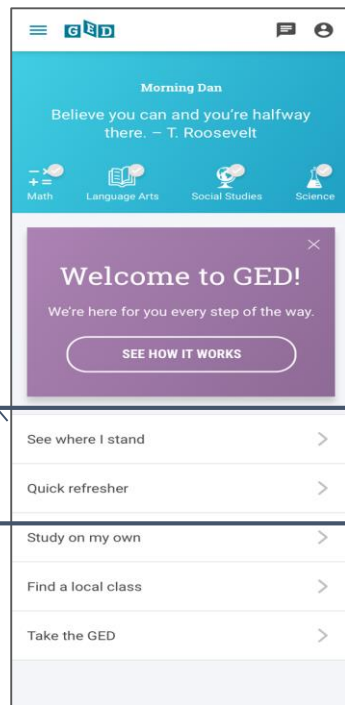 GED
Morning Dan
Believe you can and you're halfway
there. – T. Roosevelt
Math
Language Arts
Social Studies
Science
Welcome to GED!
We're here for you every step of the way.
SEE HOW IT WORKS
See where I stand
Quick refresher
Study on my own
Find a local class
Take the GED